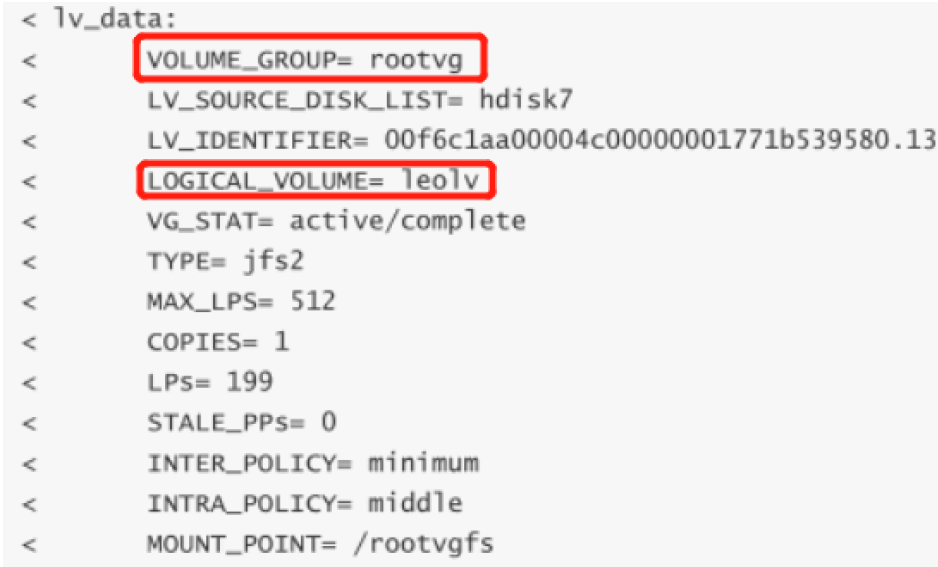 < lv_data:
< VOLUME_GROUP= rootvg
< LV_SOURCE_DISK_LIST= hdisk7
< LV_IDENTIFIER= 00f6c1aa00004c00000001771b539580.13
< LOGICAL_VOLUME= leolv
< VG_STAT= active/complete
< TYPE= jfs2
< MAX_LPS= 512
< COPIES= 1
< LPs= 199
< STALE_PPs= 0
< INTER_POLICY= minimum
< INTRA_POLICY= middle
< MOUNT_POINT= /rootvgfs